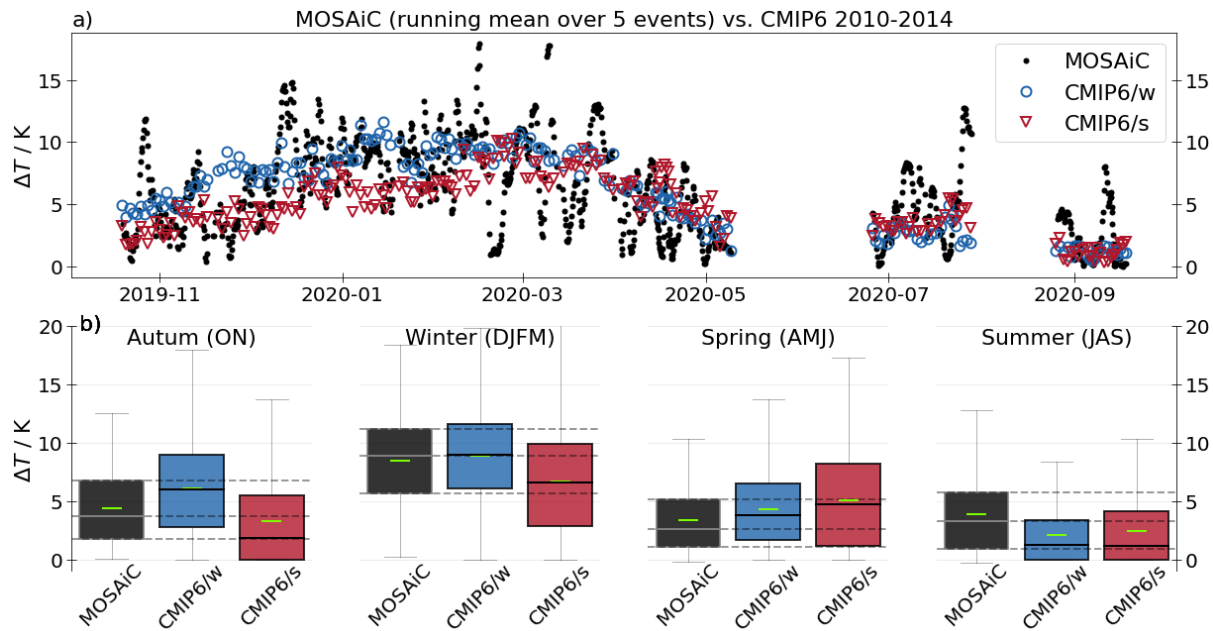 a)
MOSAiC (running mean over 5 events) vs. CMIP6 2010-2014
ΔT / K
15
10
5
0
15
10
5
0
MOSAiC
CMIP6/w
CMIP6/s
2019-11
2020-01
2020-03
2020-05
2020-07
2020-09
b)
ΔT / K
20
15
10
5
0
Autum (ON)
Winter (DJFM)
Spring (AMJ)
Summer (JAS)
20
15
10
5
0
MOSAiC
CMIP6/w
CMIP6/s
MOSAiC
CMIP6/w
CMIP6/s
MOSAiC
CMIP6/w
CMIP6/s
MOSAiC
CMIP6/w
CMIP6/s